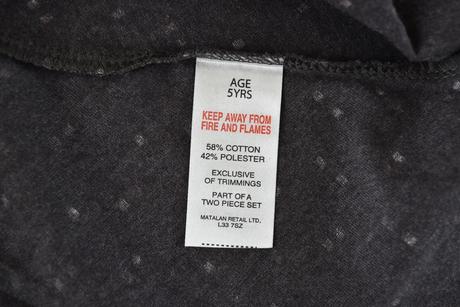 AGE
5YRS
KEEP AWAY FROM
FIRE AND FLAMES
58% COTTON
42% POLESTER
EXCLUSIVE
OF TRIMMINGS
PART OF A
TWO PIECE SET
MATALAN RETAIL LTD.
L33 7SZ